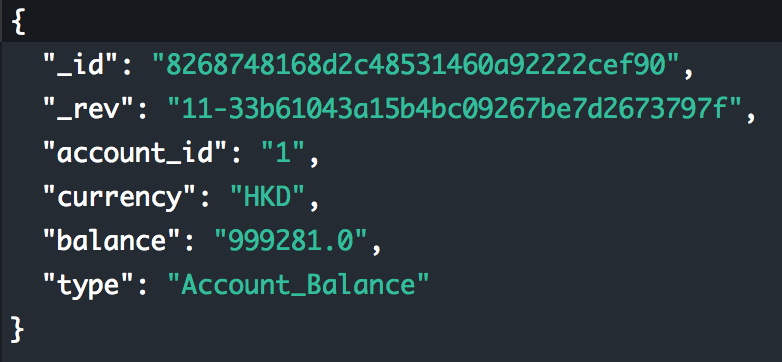 {
"_id": "8268748168d2c48531460a92222cef90",
"_rev": "11-33b61043a15b4bc09267be7d2673797f",
"account_id": "1",
"currency": "HKD",
"balance": "999281.0",
"type": "Account_Balance"
}